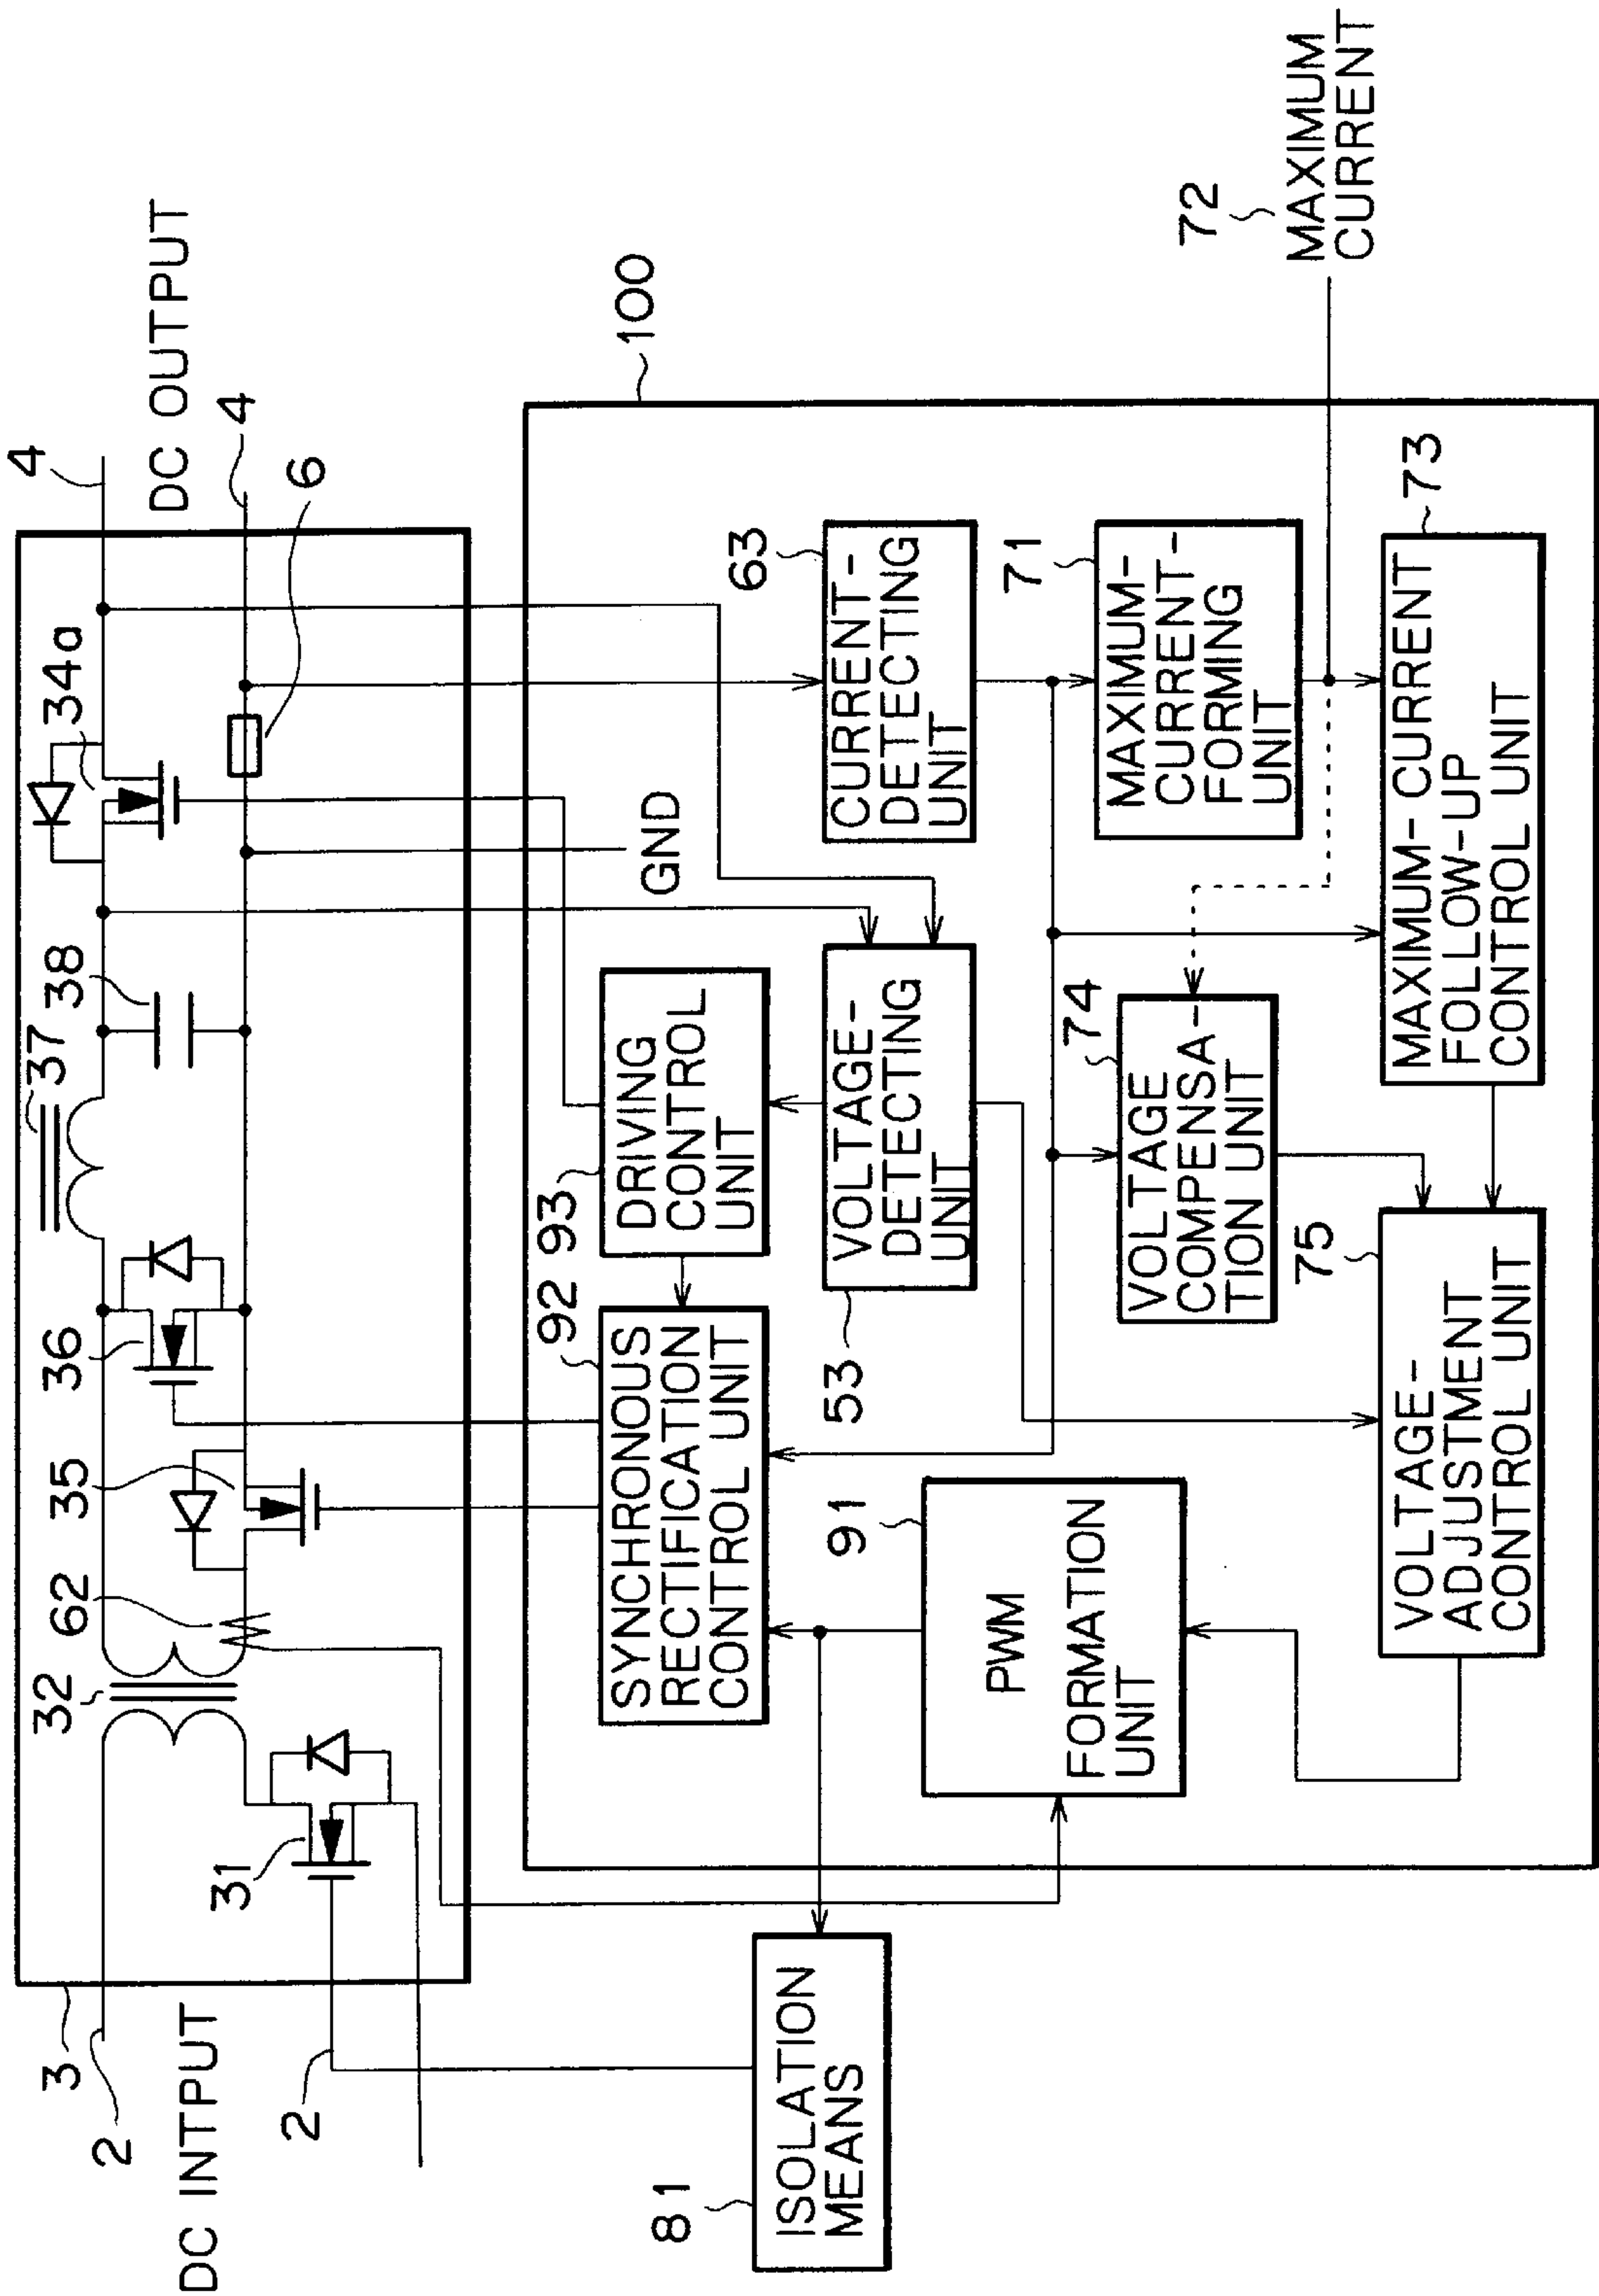 3
2
DC INTPUT
2
31
32
62
35
36
37
38
34a
4
DC OUTPUT
4
6
GND
100
81
ISOLATION
MEANS
92
SYNCHRONOUS
RECTIFICATION
CONTROL UNIT
93
DRIVING
CONTROL
UNIT
53
VOLTAGE-
DETECTING
UNIT
63
CURRENT-
DETECTING
UNIT
91
PWM
FORMATION
UNIT
74
VOLTAGE
COMPENSA-
TION UNIT
71
MAXIMUM-
CURRENT-
FORMING
UNIT
72
MAXIMUM
CURRENT
75
VOLTAGE-
ADJUSTMENT
CONTROL UNIT
73
MAXIMUM-CURRENT
FOLLOW-UP
CONTROL UNIT